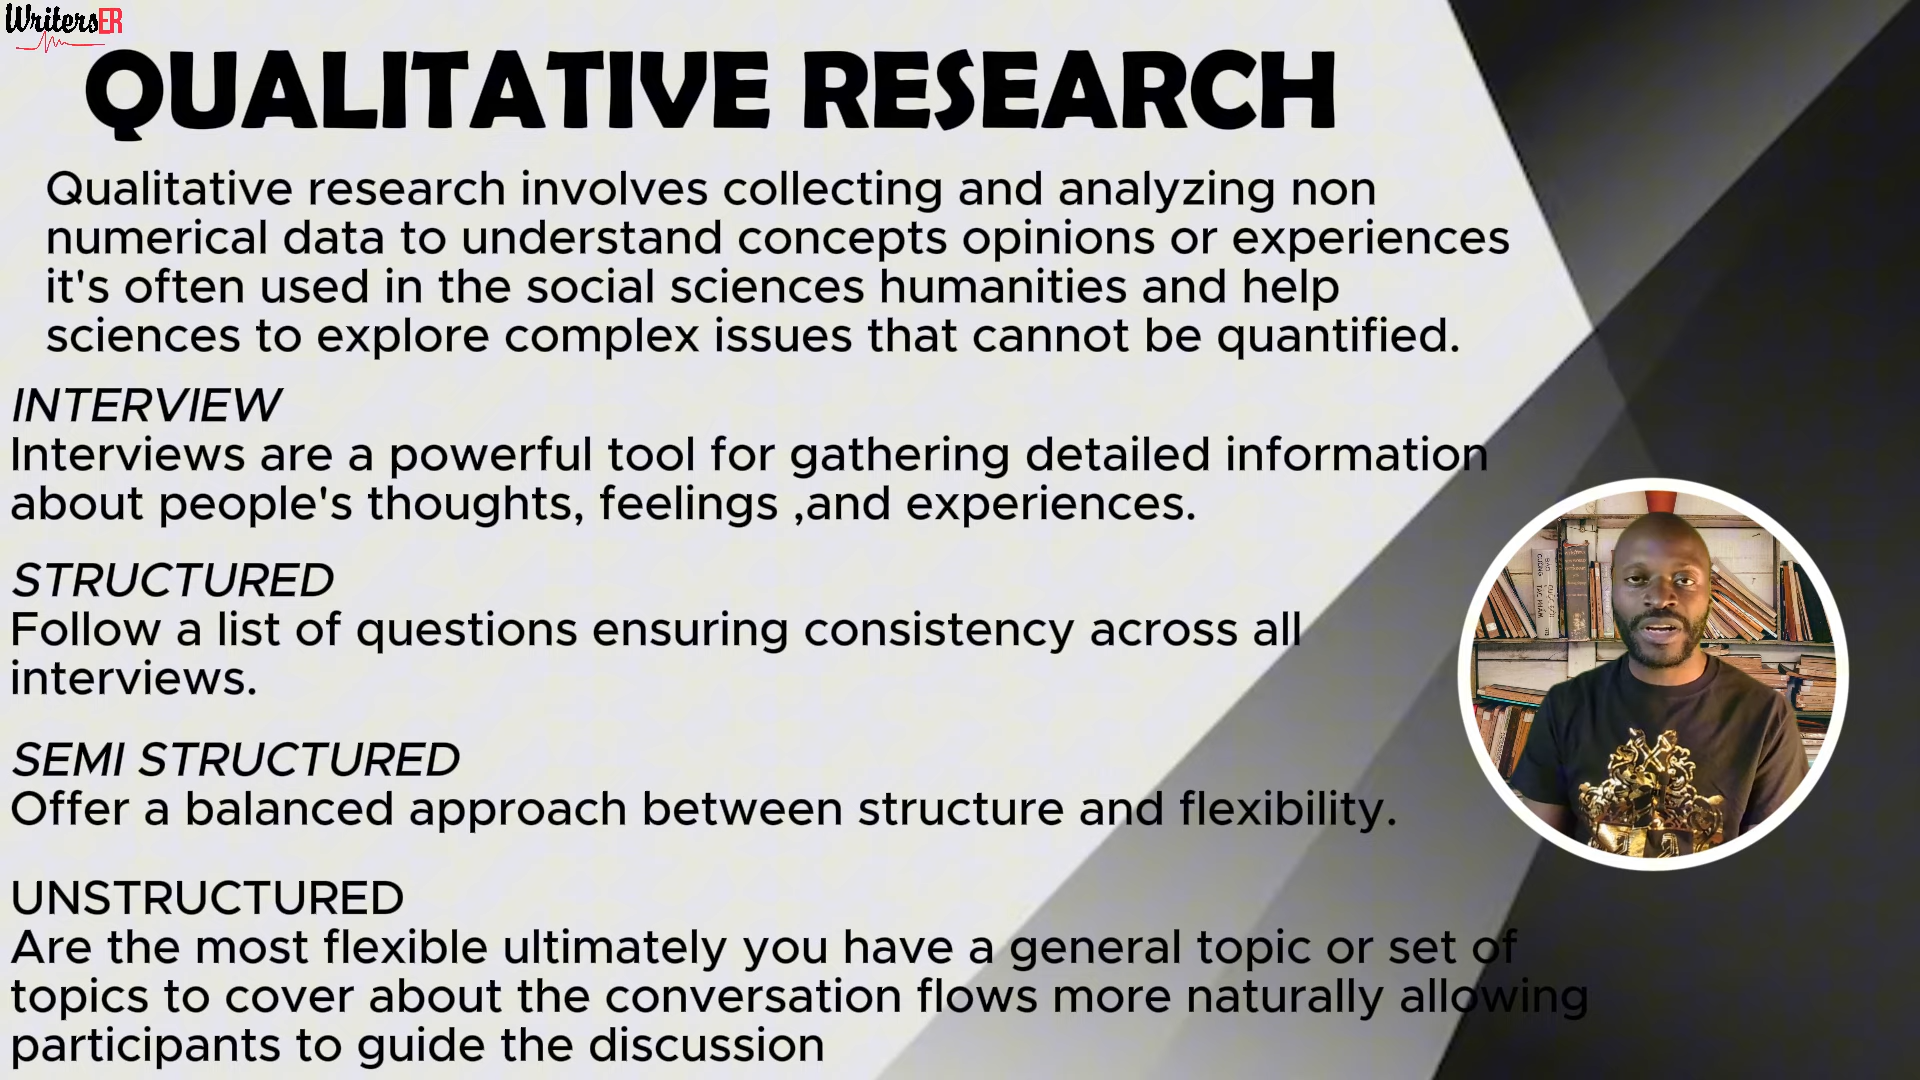 WritersER
QUALITATIVE RESEARCH
Qualitative research involves collecting and analyzing non
numerical data to understand concepts opinions or experiences
it's often used in the social sciences humanities and help
sciences to explore complex issues that cannot be quantified.
INTERVIEW
Interviews are a powerful tool for gathering detailed information
about people's thoughts, feelings ,and experiences.
STRUCTURED
Follow a list of questions ensuring consistency across all
interviews.
SEMI STRUCTURED
Offer a balanced approach between structure and flexibility.
UNSTRUCTURED
Are the most flexible ultimately you have a general topic or set of
topics to cover about the conversation flows more naturally allowing
participants to guide the discussion